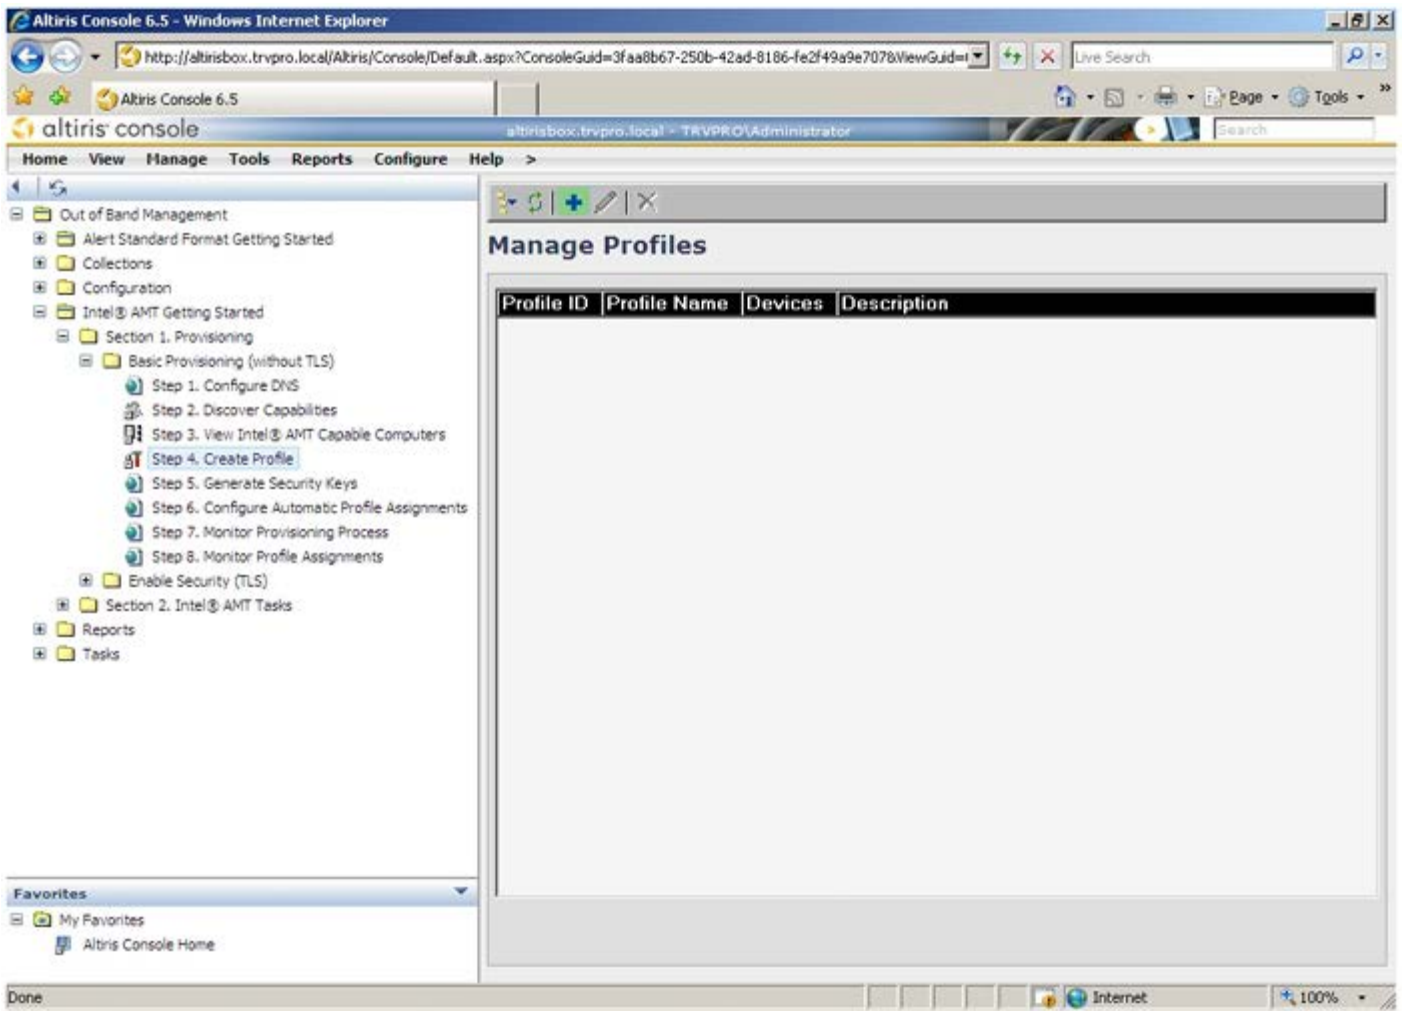 Altiris Console 6.5 - Windows Internet Explorer
http://altirisbox.trvpro.local/Altiris/Console/Default.aspx?ConsoleGuid=3faa8b67-250b-42ad-8186-fe2f49a9e707&ViewGuid=
Live Search
Altiris Console 6.5
Page
Tools
altiris console
altirisbox.trvpro.local - TRVPRO\Administrator
Search
Home View Manage Tools Reports Configure Help >
Out of Band Management
Alert Standard Format Getting Started
Collections
Configuration
Intel® AMT Getting Started
Section 1. Provisioning
Basic Provisioning (without TLS)
Step 1. Configure DNS
Step 2. Discover Capabilities
Step 3. View Intel® AMT Capable Computers
Step 4. Create Profile
Step 5. Generate Security Keys
Step 6. Configure Automatic Profile Assignments
Step 7. Monitor Provisioning Process
Step 8. Monitor Profile Assignments
Enable Security (TLS)
Section 2. Intel® AMT Tasks
Reports
Tasks
Manage Profiles
Profile ID Profile Name Devices Description
Favorites
My Favorites
Altiris Console Home
Done
Internet
100%